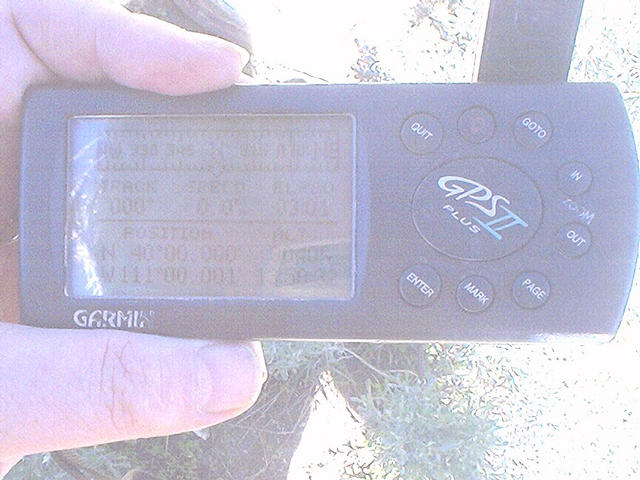 TRACK SPEED
000° 0.0°
POSITION ALT
N 40°00.000'
W111°00.001'
GARMIN
QUIT
GOTO
IN
ZOOM
OUT
GPS II
PLUS
ENTER
MARK
PAGE